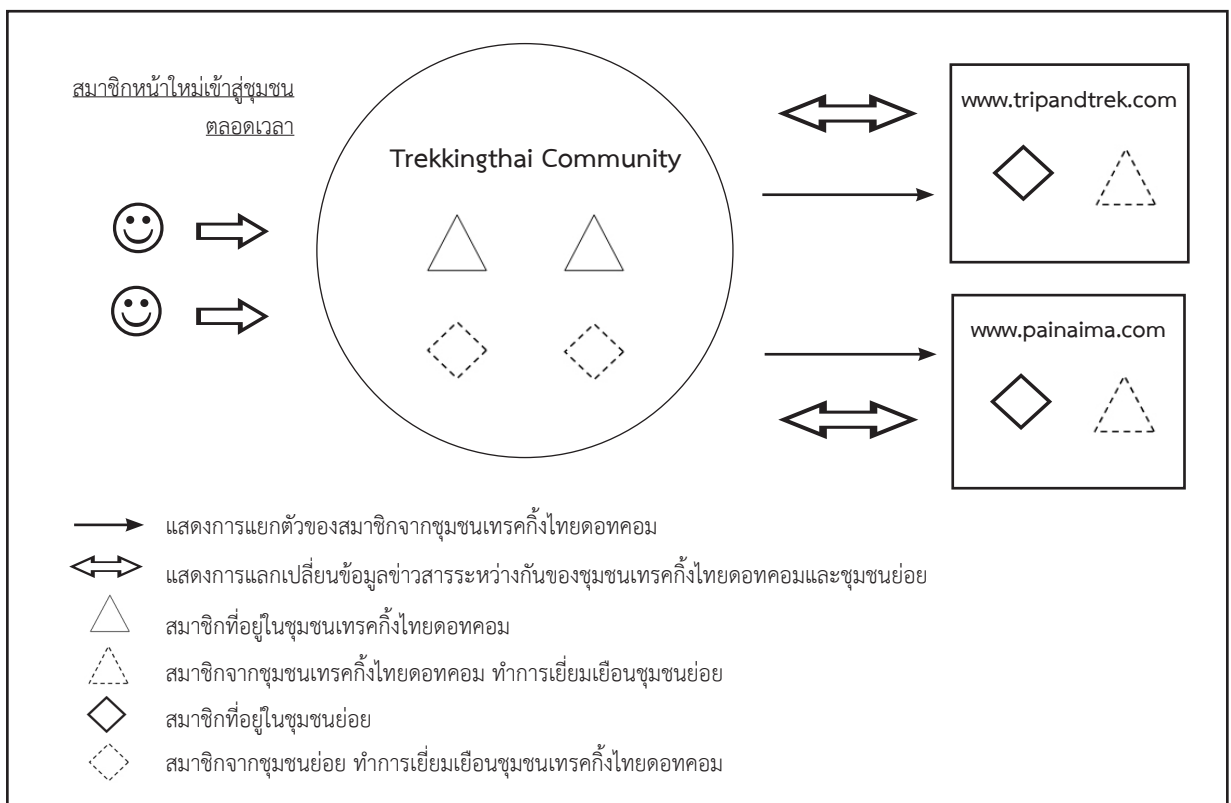 สมาชิกหน้าใหม่เข้าสู่ชุมชน
ตลอดเวลา
Trekkingthai Community
www.tripandtrek.com
www.painaima.com
แสดงการแยกตัวของสมาชิกจากชุมชนเทรคกิ้งไทยดอทคอม
แสดงการแลกเปลี่ยนข้อมูลข่าวสารระหว่างกันของชุมชนเทรคกิ้งไทยดอทคอมและชุมชนย่อย
สมาชิกที่อยู่ในชุมชนเทรคกิ้งไทยดอทคอม
สมาชิกจากชุมชนเทรคกิ้งไทยดอทคอม ทำการเยี่ยมเยือนชุมชนย่อย
สมาชิกที่อยู่ในชุมชนย่อย
สมาชิกจากชุมชนย่อย ทำการเยี่ยมเยือนชุมชนเทรคกิ้งไทยดอทคอม